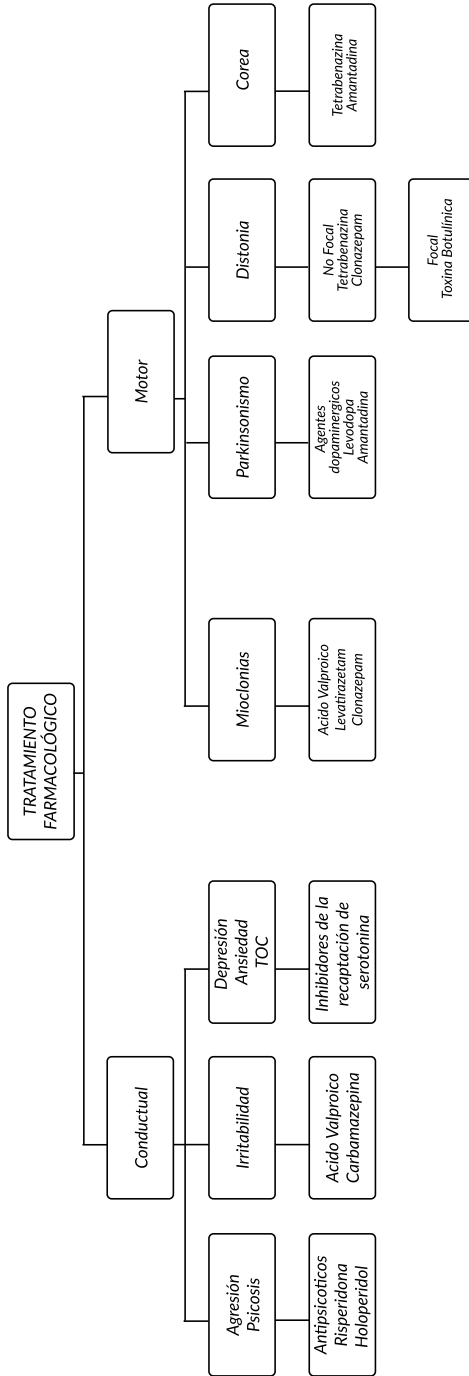 TRATAMIENTO
FARMACOLÓGICO
Conductual
Motor
Agresión
Psicosis
Irritabilidad
Depresión
Ansiedad
TOC
Mioclonias
Parkinsonismo
Distonia
Corea
Antipsicoticos
Risperidona
Holoperidol
Acido Valproico
Carbamazepina
Inhibidores de la
recaptación de
serotonina
Acido Valproico
Levatirazetam
Clonazepam
Agentes
dopaminergicos
Levodopa
Amantadina
No Focal
Tetrabenazina
Clonazepam
Tetrabenazina
Amantadina
Focal
Toxina Botulínica